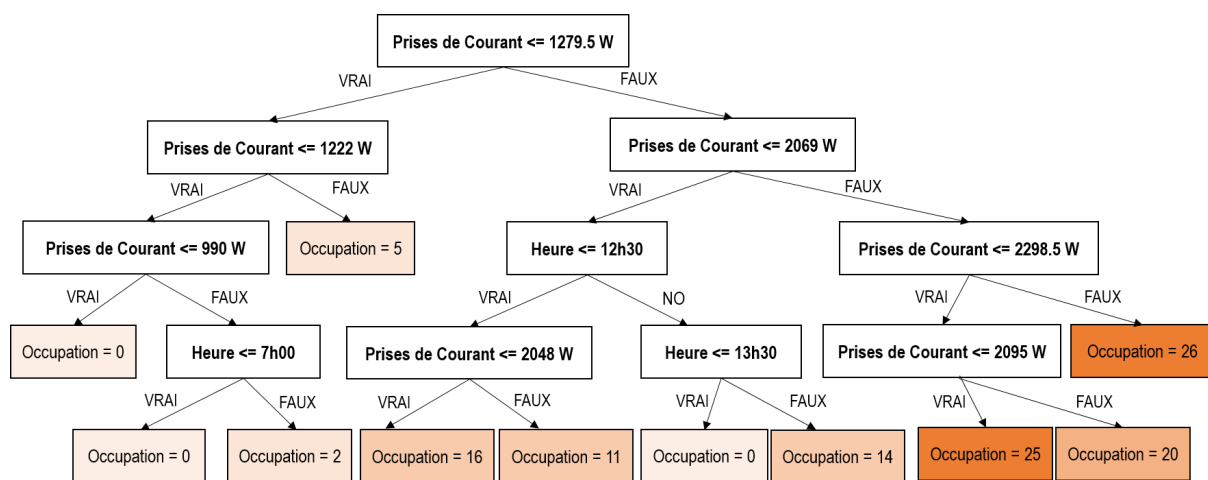 Prises de Courant <= 1279.5 W
VRAI
FAUX
Prises de Courant <= 1222 W
Prises de Courant <= 2069 W
VRAI
FAUX
VRAI
FAUX
Prises de Courant <= 990 W
Occupation = 5
Heure <= 12h30
Prises de Courant <= 2298.5 W
VRAI
FAUX
VRAI
NO
VRAI
FAUX
Occupation = 0
Heure <= 7h00
Prises de Courant <= 2048 W
Heure <= 13h30
Prises de Courant <= 2095 W
Occupation = 26
VRAI
FAUX
VRAI
FAUX
VRAI
FAUX
VRAI
FAUX
Occupation = 0
Occupation = 2
Occupation = 16
Occupation = 11
Occupation = 0
Occupation = 14
Occupation = 25
Occupation = 20